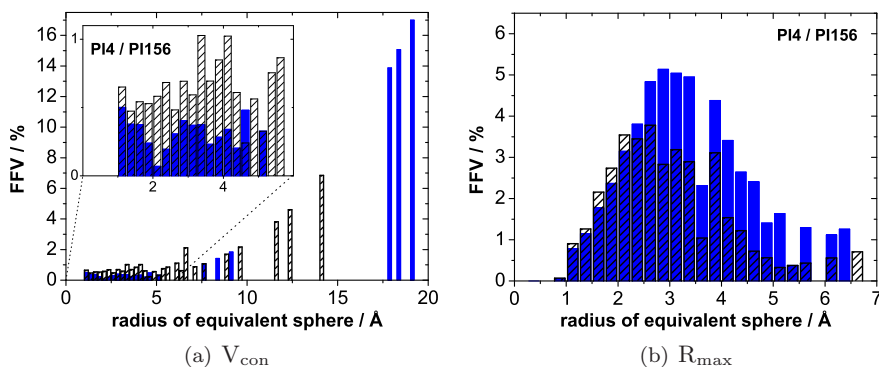 PI4 / PI156
FFV / %
16
14
12
10
8
6
4
2
0
1
0
2 4
0 5 10 15 20
radius of equivalent sphere / Å
(a) Vcon
PI4 / PI156
FFV / %
6
5
4
3
2
1
0
0 1 2 3 4 5 6 7
radius of equivalent sphere / Å
(b) Rmax